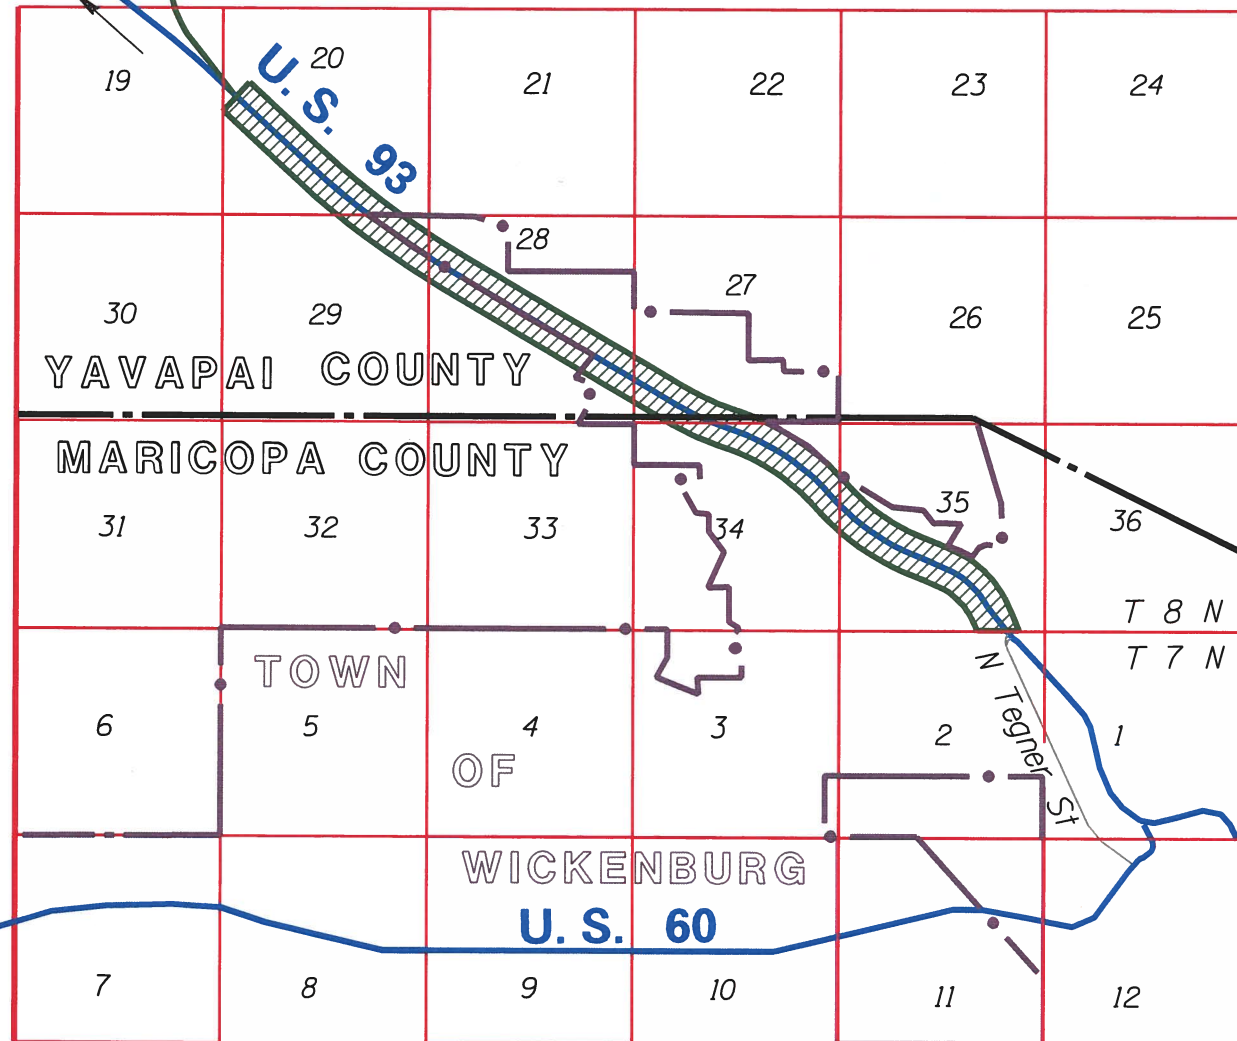 19 20 21 22 23 24
U. S. 93
30 29 28 27 26 25
YAVAPAI COUNTY
MARICOPA COUNTY
31 32 33 34 35 36
T 8 N
T 7 N
TOWN
N Tegner St
6 5 4 3 2 1
OF
WICKENBURG
U. S. 60
7 8 9 10 11 12